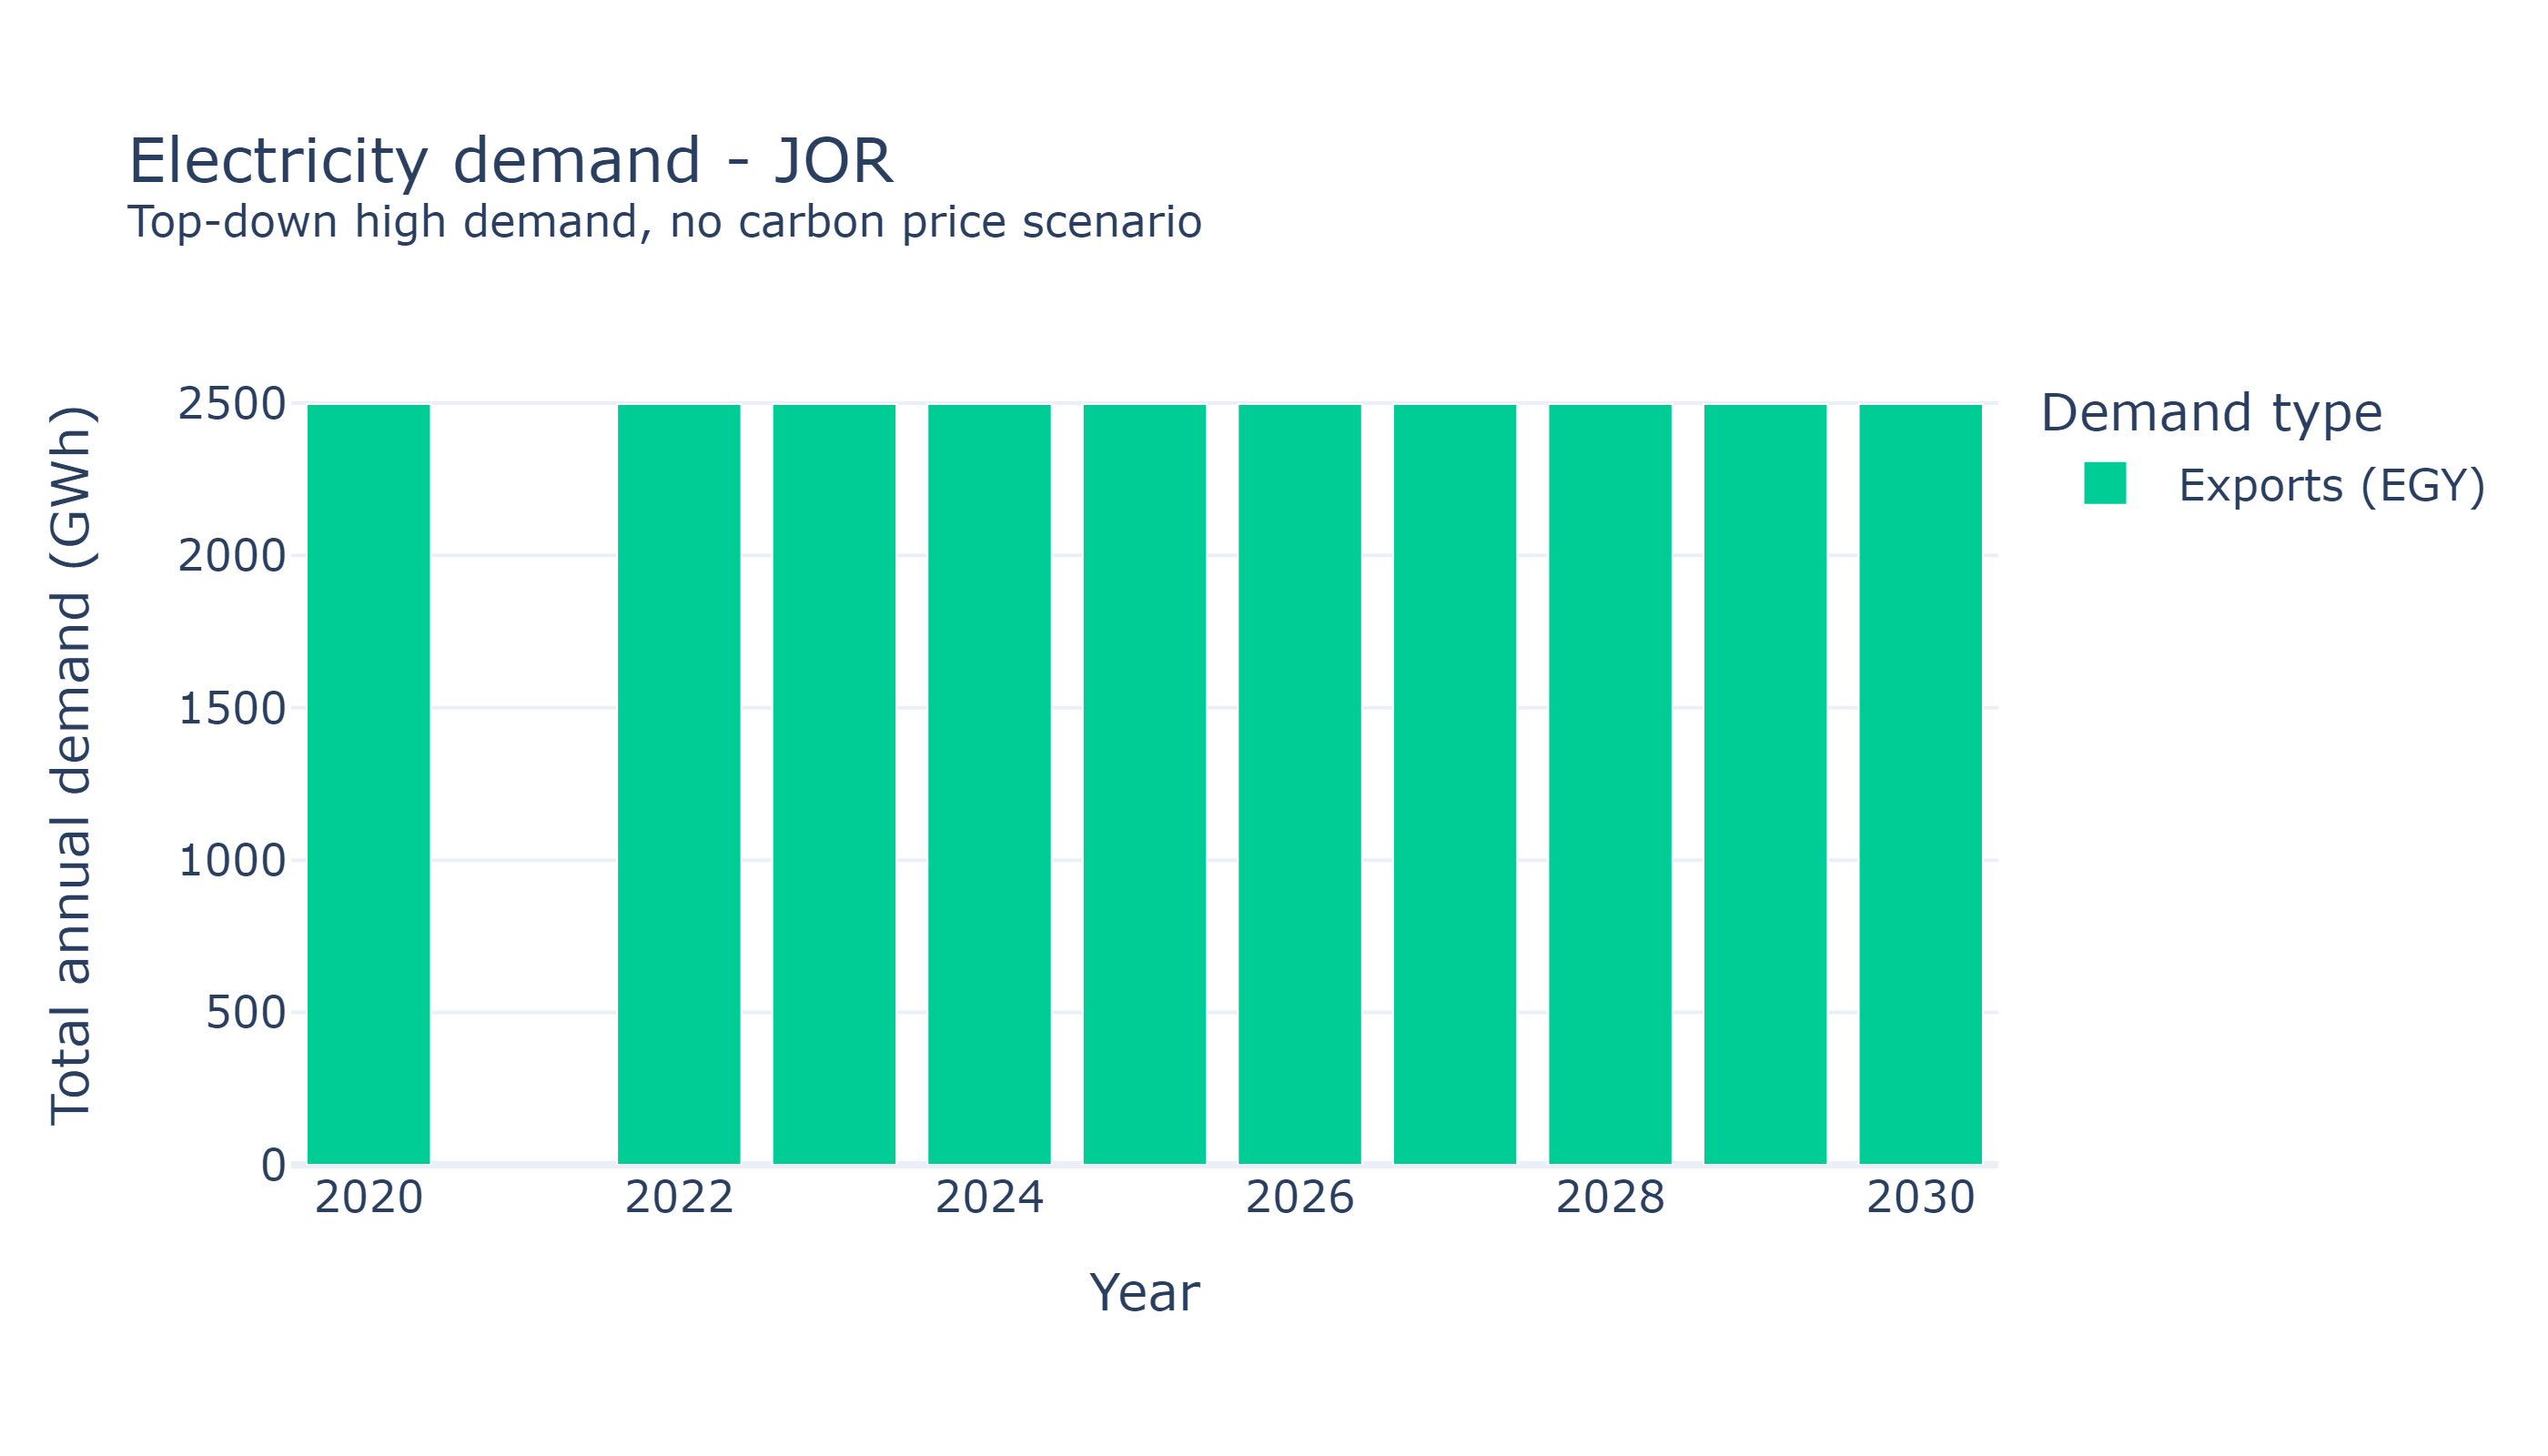 Electricity demand - JOR
Top-down high demand, no carbon price scenario
Total annual demand (GWh)
2500
2000
1500
1000
500
0
2020
2022
2024
2026
2028
2030
Year
Demand type
Exports (EGY)